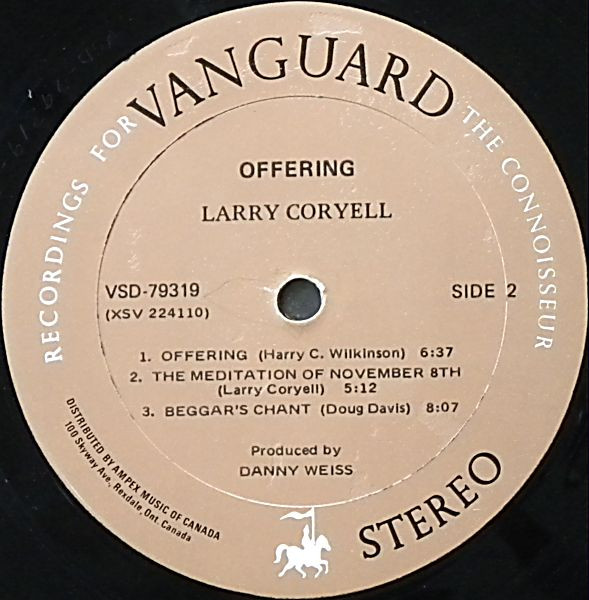 RECORDINGS FOR VANGUARD THE CONNOISSEUR
OFFERING
LARRY CORYELL
VSD-79319
(XSV 224110)
SIDE 2
1. OFFERING (Harry C. Wilkinson) 6:37
2. THE MEDITATION OF NOVEMBER 8TH
(Larry Coryell) 5:12
3. BEGGAR'S CHANT (Doug Davis) 8:07
Produced by
DANNY WEISS
DISTRIBUTED BY AMPEX MUSIC OF CANADA
100 Skyway Ave., Rexdale, Ont. Canada
STEREO